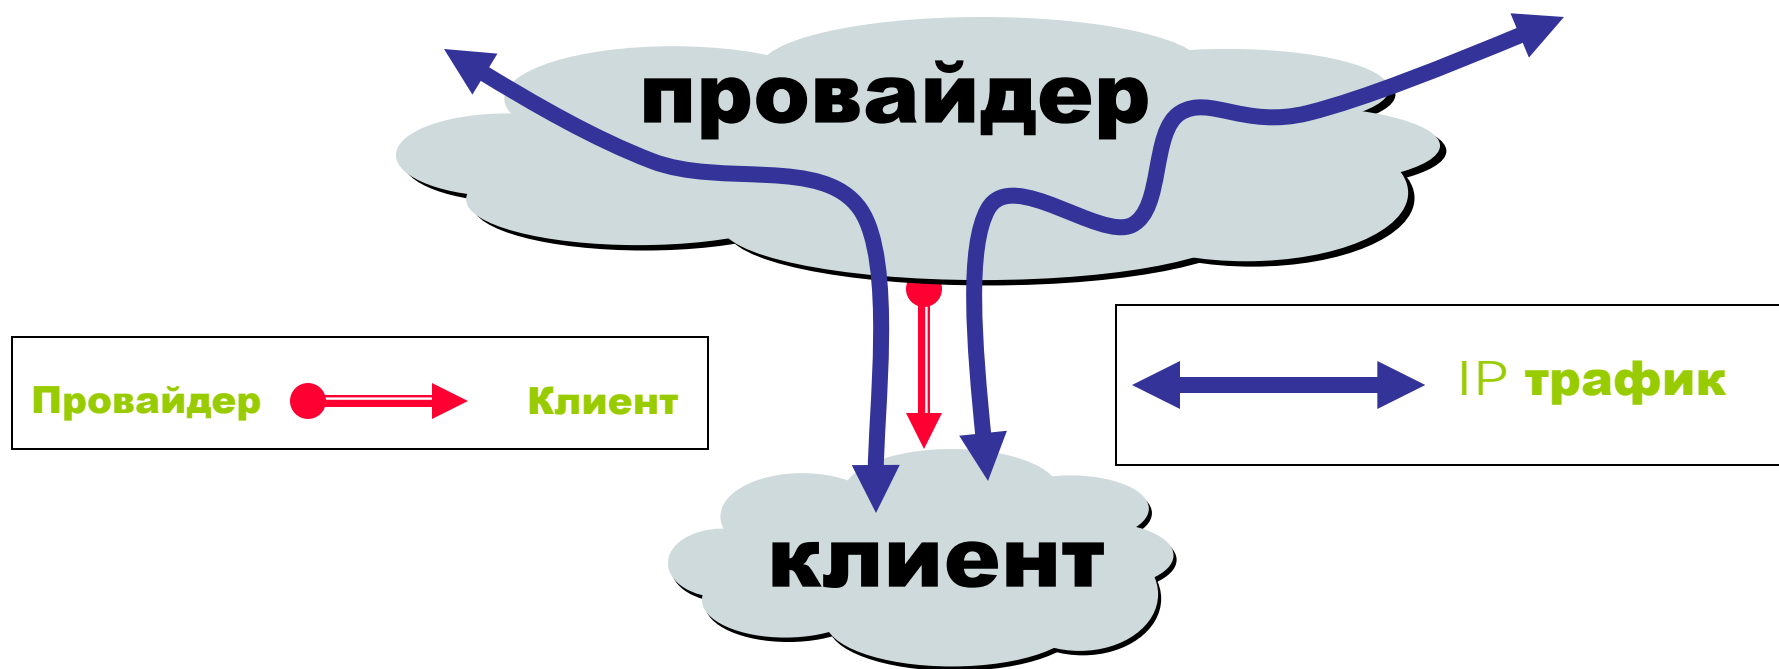 провайдер
Провайдер Клиент
IP трафик
клиент